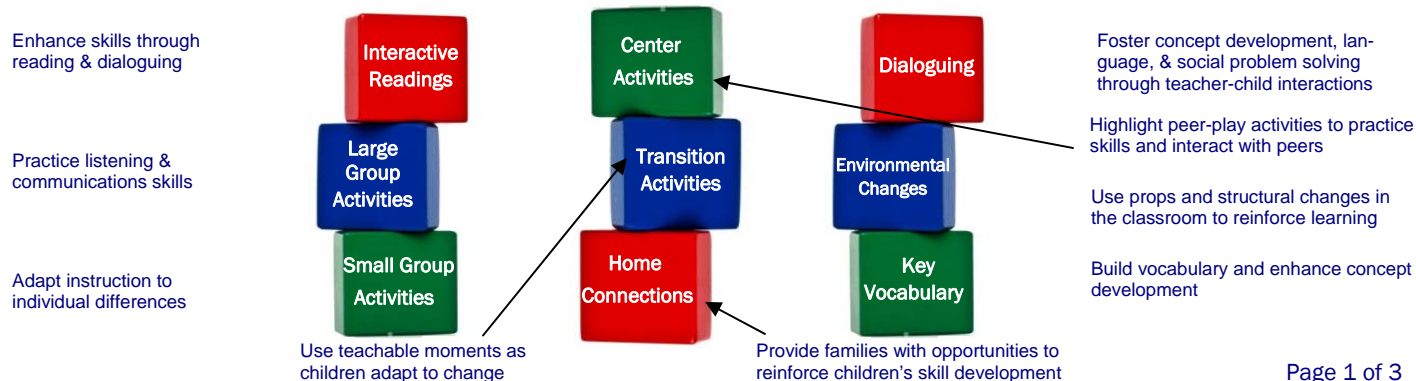 Enhance skills through
reading & dialoguing
Practice listening &
communications skills
Adapt instruction to
individual differences
Interactive
Readings
Large
Group
Activities
Small Group
Activities
Center
Activities
Transition
Activities
Home
Connections
Dialoguing
Environmental
Changes
Key
Vocabulary
Foster concept development, lan-
guage, & social problem solving
through teacher-child interactions
Highlight peer-play activities to practice
skills and interact with peers
Use props and structural changes in
the classroom to reinforce learning
Build vocabulary and enhance concept
development
Use teachable moments as
children adapt to change
Provide families with opportunities to
reinforce children’s skill development
Page 1 of 3